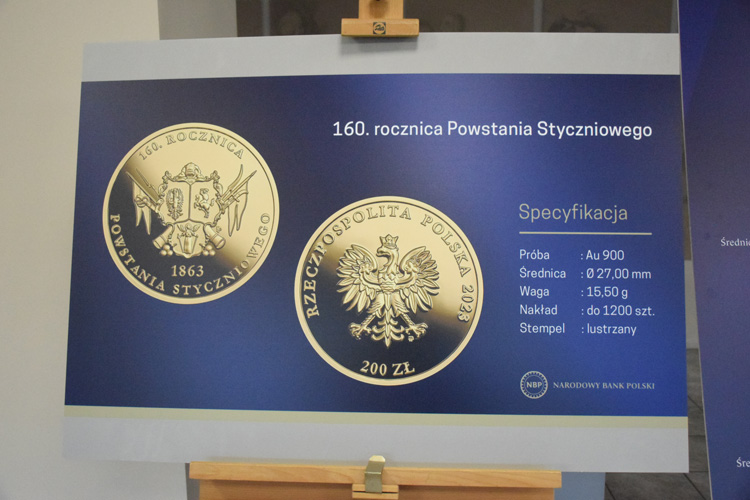 160. rocznica Powstania Styczniowego
160. ROCZNICA
POWSTANIA STYCZNIOWEGO
1863
RZECZPOSPOLITA POLSKA 2023
200 ZŁ
Specyfikacja
Próba : Au 900
Średnica : Ø 27,00 mm
Waga : 15,50 g
Nakład : do 1200 szt.
Stempel : lustrzany
NBP NARODOWY BANK POLSKI